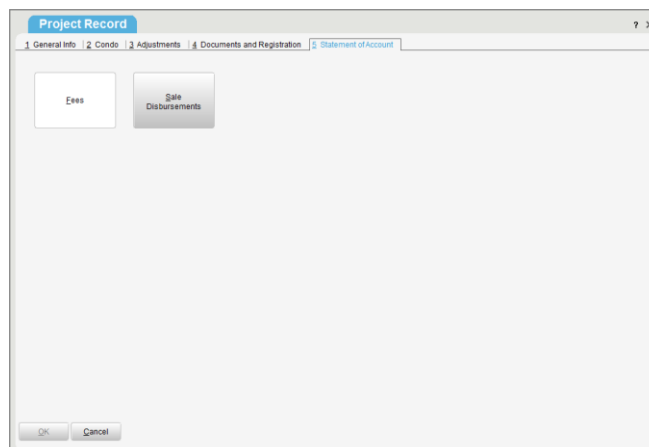 Project Record
?
1 General Info | 2 Condo | 3 Adjustments | 4 Documents and Registration | 5 Statement of Account
Fees
Sale
Disbursements
OK
Cancel